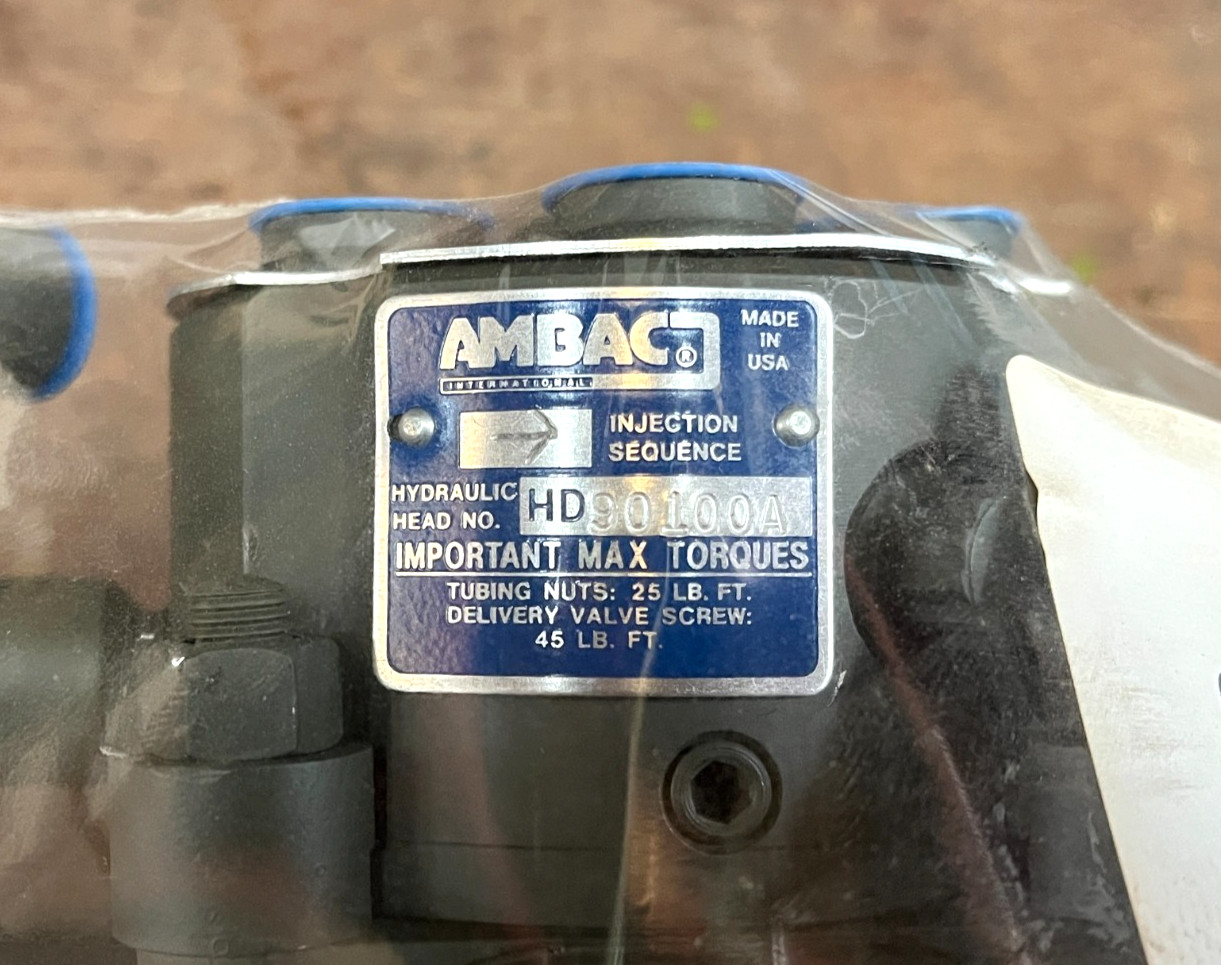 AMBAC®
INTERNATIONAL
MADE
IN
USA
INJECTION
SEQUENCE
HYDRAULIC
HEAD NO.
HD90100A
IMPORTANT MAX TORQUES
TUBING NUTS: 25 LB. FT.
DELIVERY VALVE SCREW:
45 LB. FT.